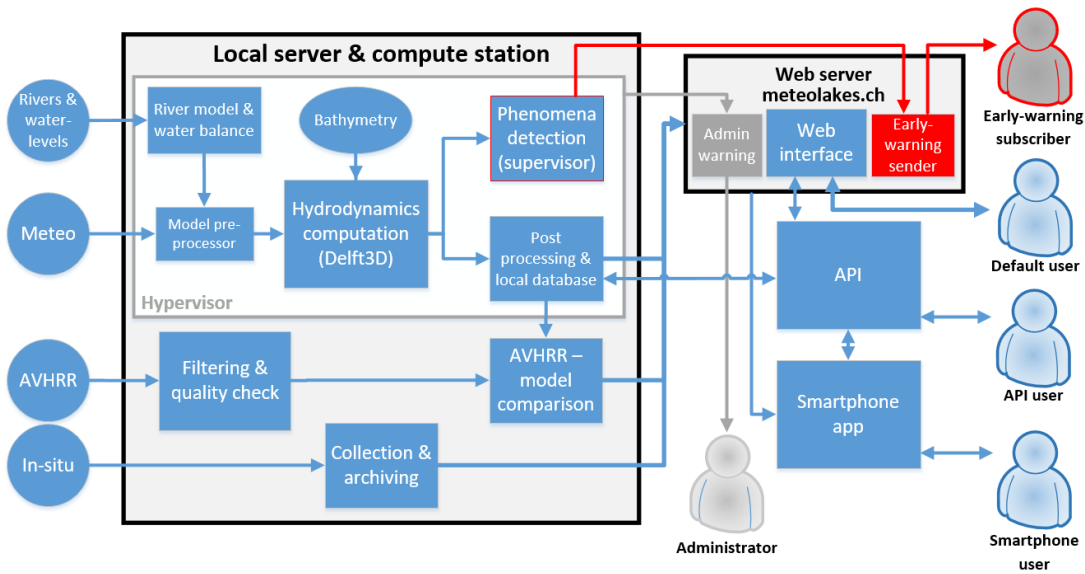 Local server & compute station
Rivers &
water-
levels
River model &
water balance
Bathymetry
Phenomena
detection
(supervisor)
Web server
meteolakes.ch
Admin
warning
Web
interface
Early-
warning
sender
Early-warning
subscriber
Meteo
Model pre-
processor
Hydrodynamics
computation
(Delft3D)
Post
processing &
local database
Hypervisor
API
Default user
AVHRR
Filtering &
quality check
AVHRR –
model
comparison
Smartphone
app
API user
In-situ
Collection &
archiving
Administrator
Smartphone
user